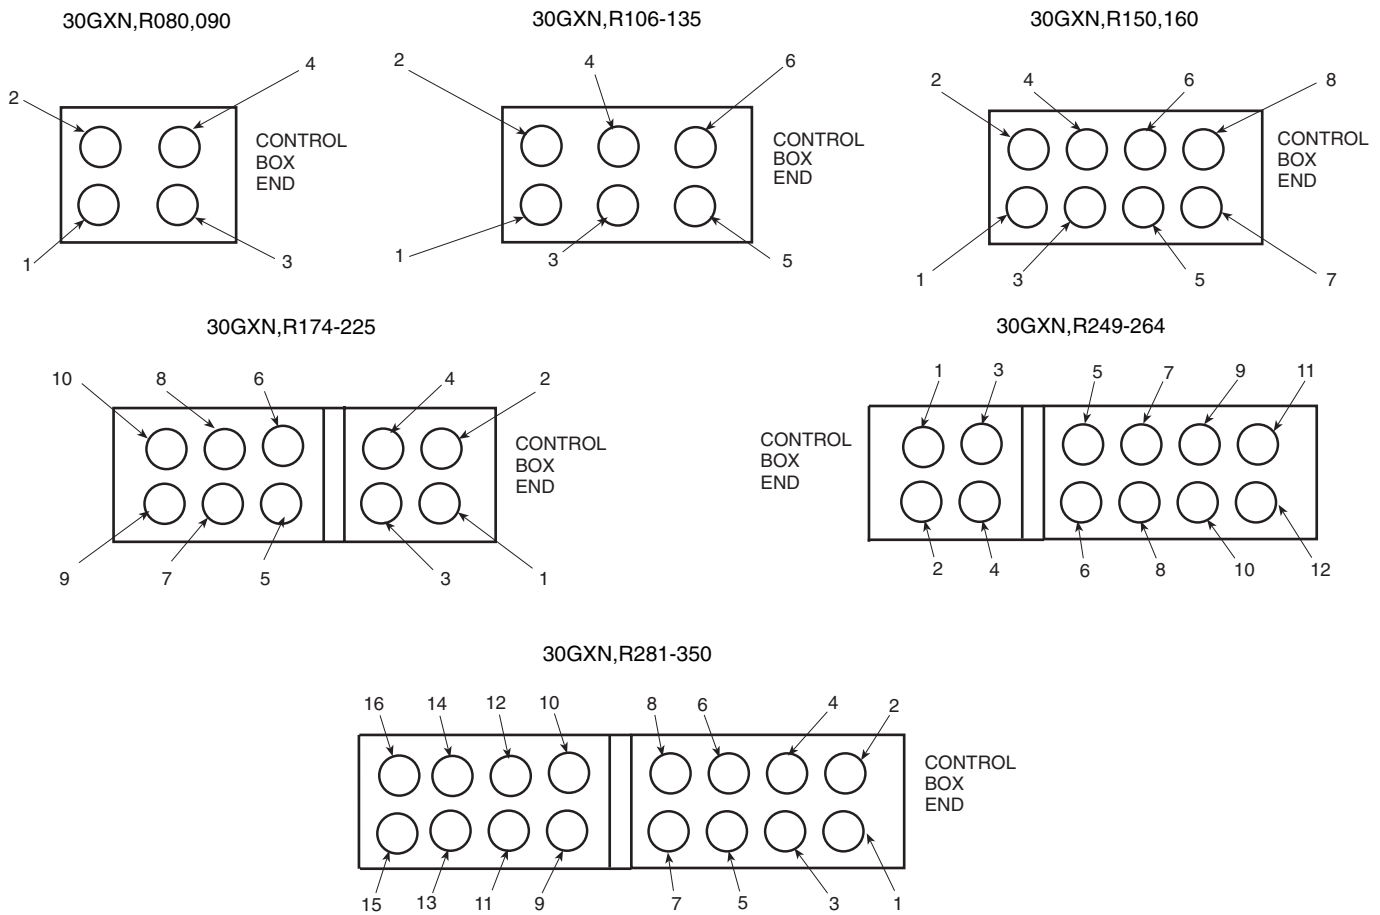 30GXN,R080,090
2
4
CONTROL
BOX
END
1
3
30GXN,R106-135
2
4
6
CONTROL
BOX
END
1
3
5
30GXN,R150,160
2
4
6
8
CONTROL
BOX
END
1
3
5
7
30GXN,R174-225
10
8
6
4
2
CONTROL
BOX
END
9
7
5
3
1
30GXN,R249-264
1
3
5
7
9
11
CONTROL
BOX
END
2
4
6
8
10
12
30GXN,R281-350
16
14
12
10
8
6
4
2
CONTROL
BOX
END
15
13
11
9
7
5
3
1